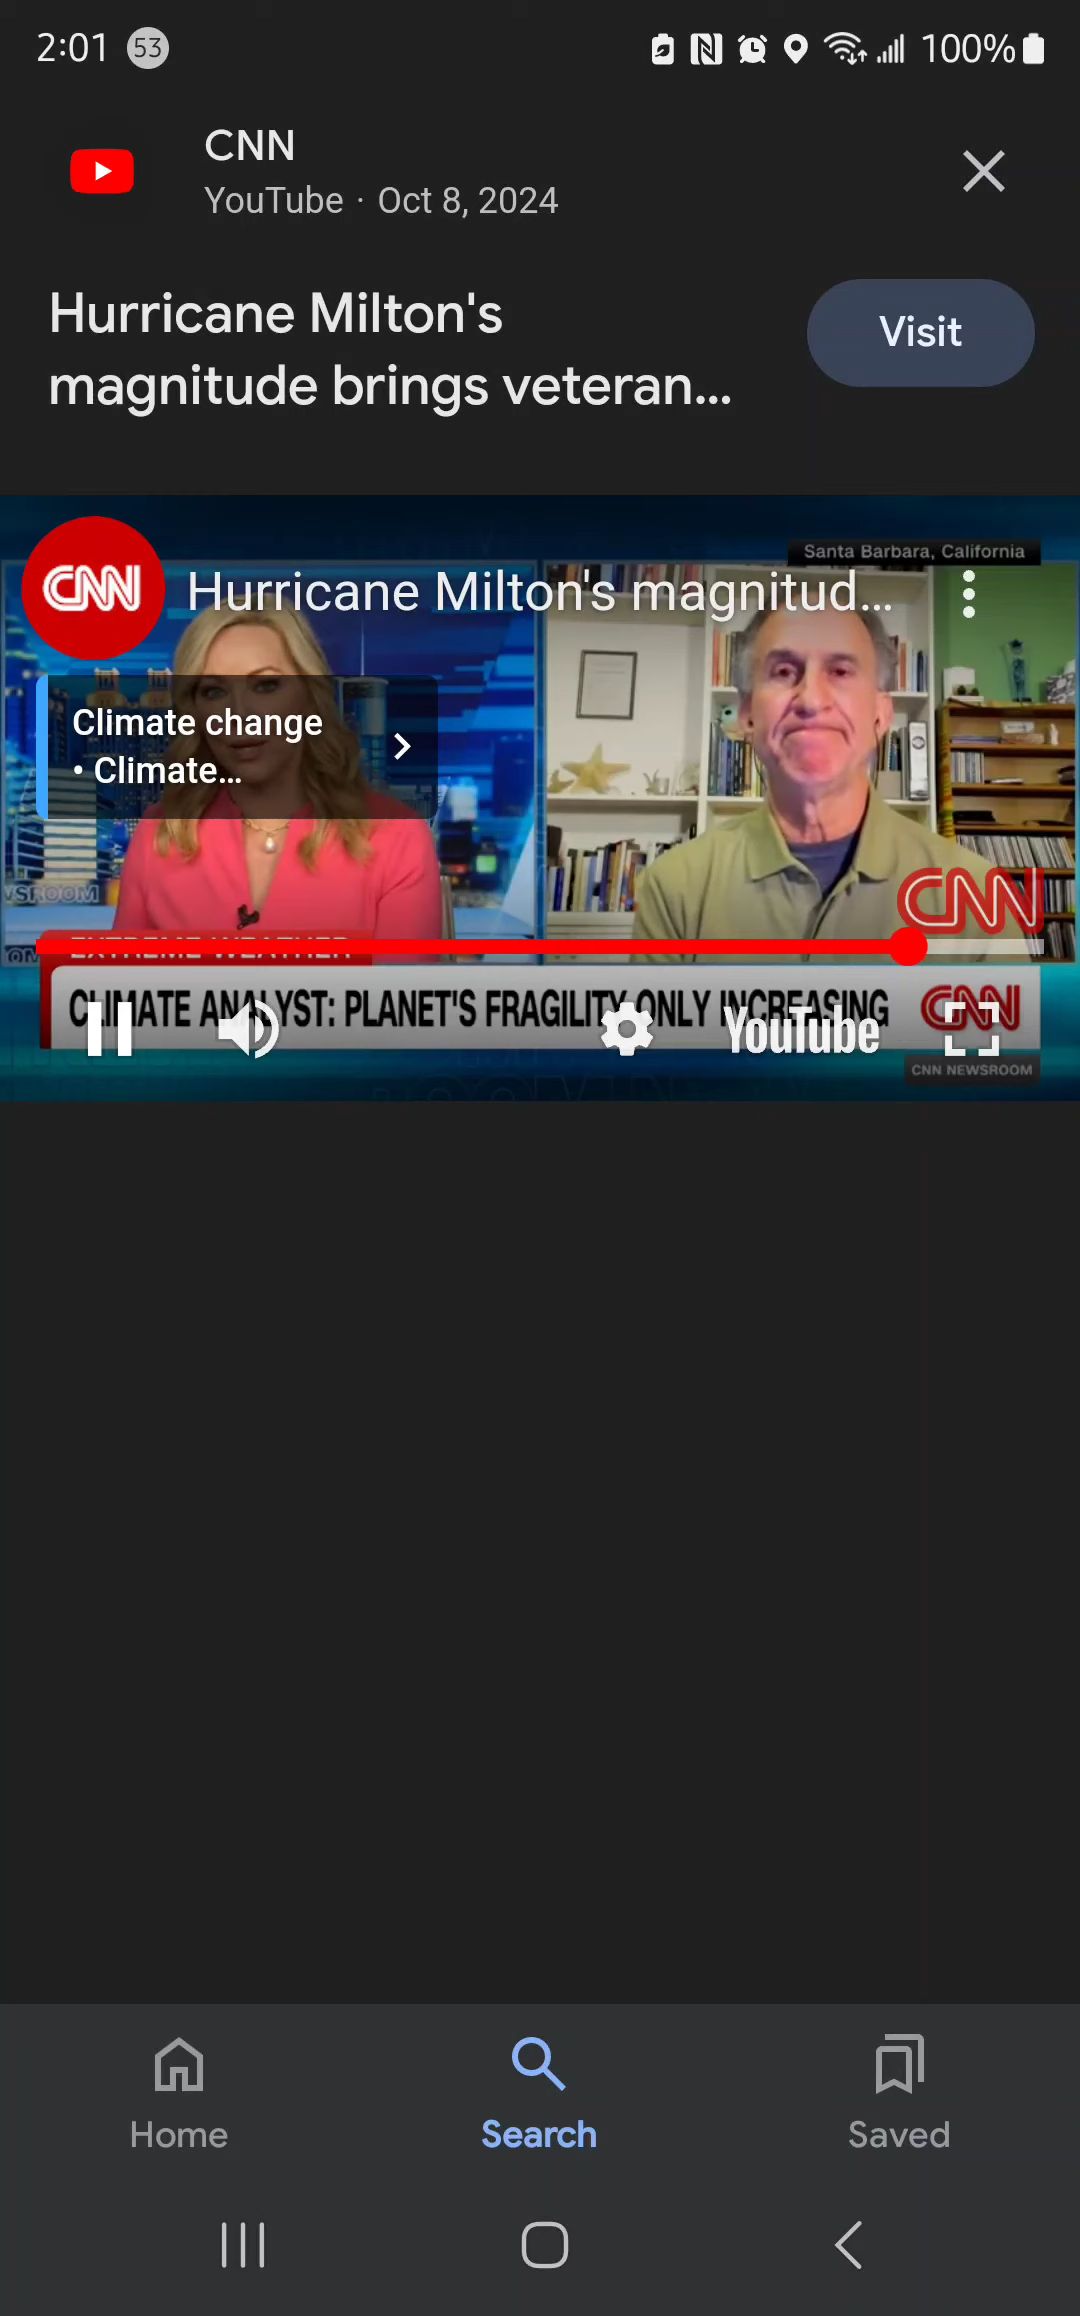 2:01 53 100%
CNN
YouTube · Oct 8, 2024
Hurricane Milton's
magnitude brings veteran...
Visit
Santa Barbara, California
CNN Hurricane Milton's magnitud...
Climate change
• Climate...
CNN
EXTREME WEATHER
CLIMATE ANALYST: PLANET'S FRAGILITY ONLY INCREASING
CNN
YouTube
CNN NEWSROOM
Home Search Saved